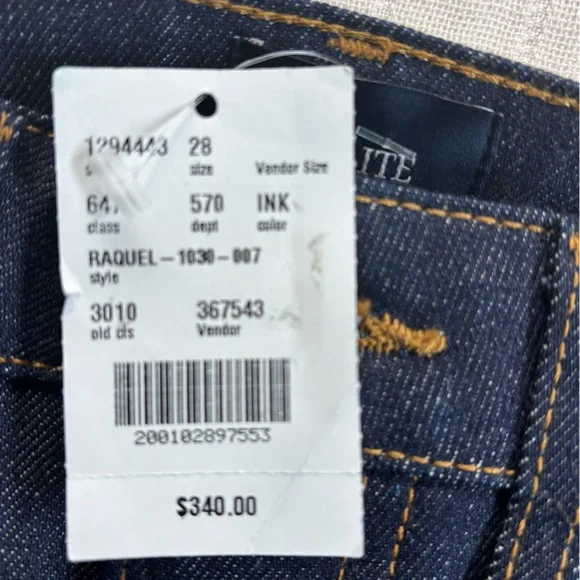 1294443 28
size Vendor Size
570 INK
class dept color
RAQUEL-1030-007
style
3010 367543
old cls Vendor
200102897553
$340.00
ITE